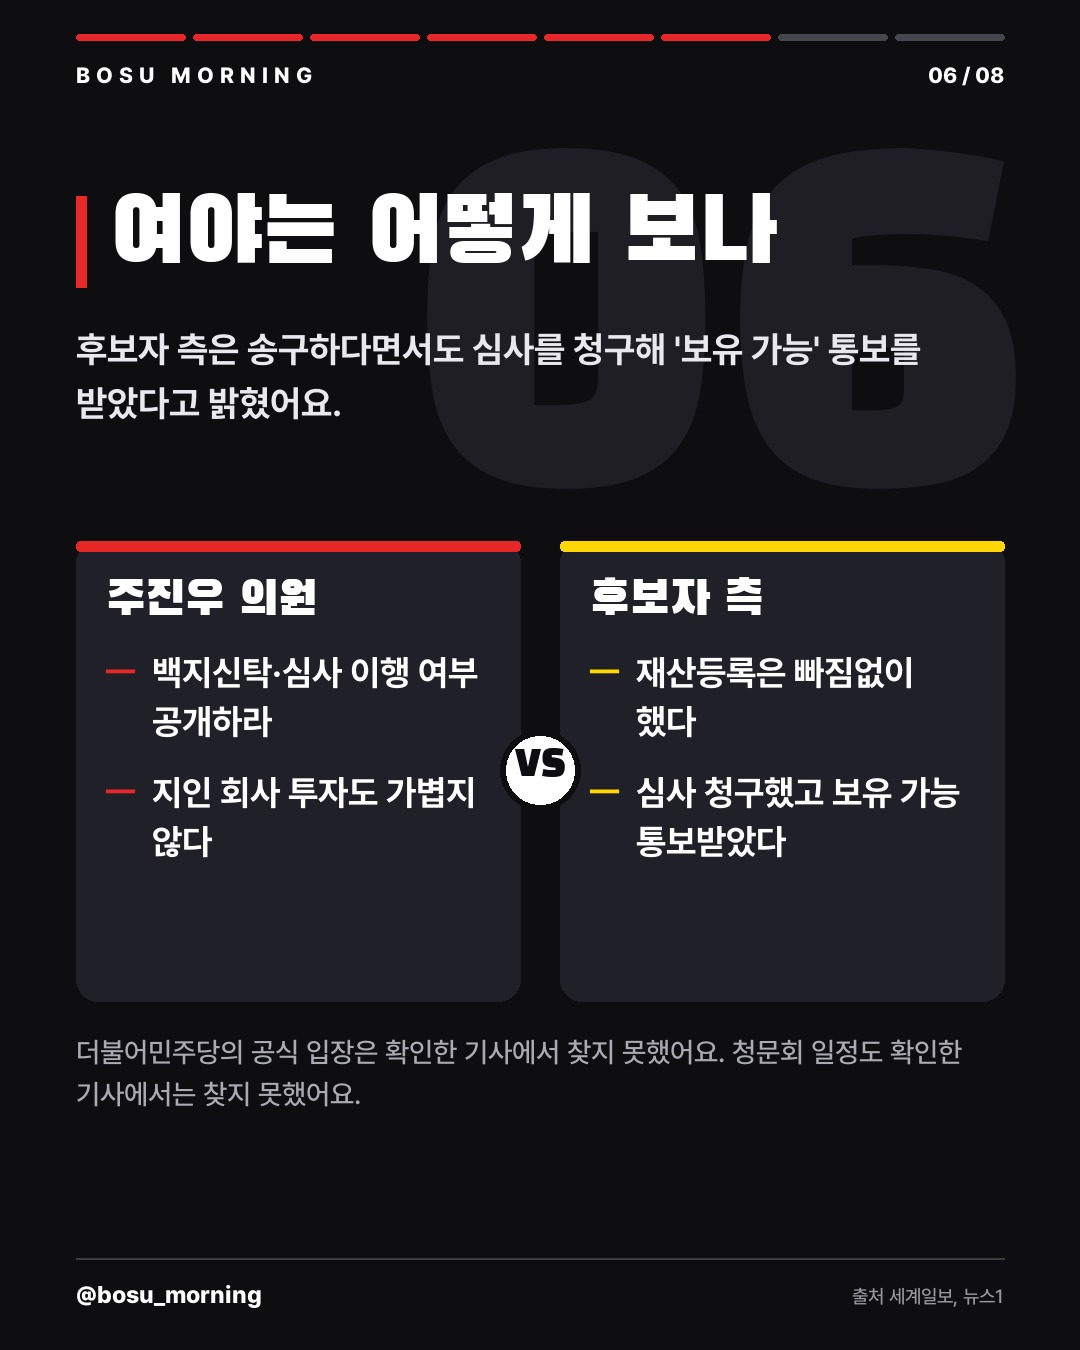 BOSU MORNING
06 / 08
06
여야는 어떻게 보나
후보자 측은 송구하다면서도 심사를 청구해 '보유 가능' 통보를
받았다고 밝혔어요.
주진우 의원
— 백지신탁·심사 이행 여부
공개하라
— 지인 회사 투자도 가볍지
않다
VS
후보자 측
— 재산등록은 빠짐없이
했다
— 심사 청구했고 보유 가능
통보받았다
더불어민주당의 공식 입장은 확인한 기사에서 찾지 못했어요. 청문회 일정도 확인한
기사에서는 찾지 못했어요.
@bosu_morning
출처 세계일보, 뉴스1